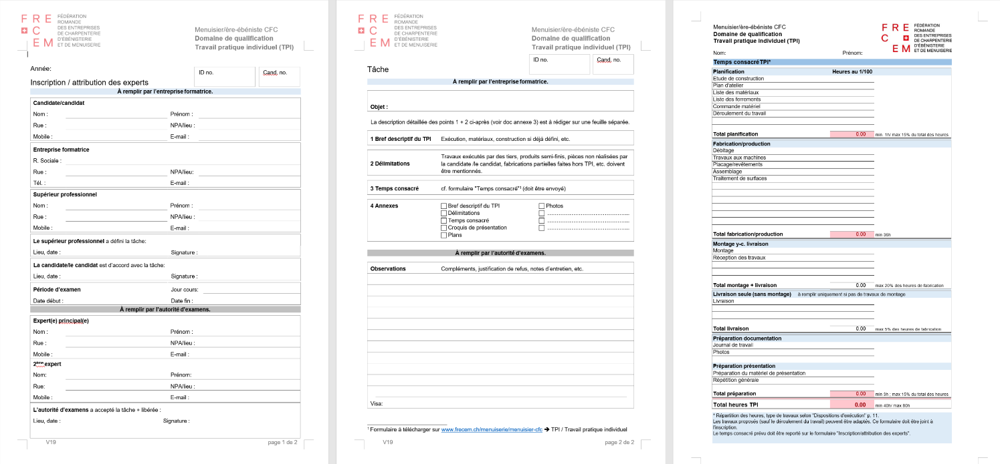 FRE
C
EM
FÉDÉRATION
ROMANDE
DES ENTREPRISES
DE CHARPENTERIE
D'ÉBÉNISTERIE
ET DE MENUISERIE
Menuisier/ère-ébéniste CFC
Domaine de qualification
Travail pratique individuel (TPI)
Année:
ID no.
Cand. no.
Inscription / attribution des experts
À remplir par l'entreprise formatrice.
Candidate/candidat
Nom : Prénom :
Rue : NPA/lieu :
Mobile : E-mail :
Entreprise formatrice
R. Sociale :
Rue : NPA/lieu:
Tél. : E-mail :
Supérieur professionnel
Nom : Prénom :
Rue : NPA/lieu :
Mobile : E-mail :
Le supérieur professionnel a défini la tâche:
Lieu, date : Signature :
La candidate/le candidat est d'accord avec la tâche:
Lieu, date : Signature :
Période d'examen Jour cours:
Date début : Date fin :
À remplir par l'autorité d'examens.
Expert(e) principal(e)
Nom : Prénom :
Rue : NPA/lieu :
Mobile : E-mail :
2ème expert
Nom: Prénom:
Rue: NPA/lieu :
Mobile : E-mail :
L'autorité d'examens a accepté la tâche + libérée :
Lieu, date : Signature :
V19 page 1 de 2
FRE
C
EM
FÉDÉRATION
ROMANDE
DES ENTREPRISES
DE CHARPENTERIE
D'ÉBÉNISTERIE
ET DE MENUISERIE
Menuisier/ère-ébéniste CFC
Domaine de qualification
Travail pratique individuel (TPI)
ID no.
Cand. no.
Tâche
À remplir par l'entreprise formatrice.
Objet :
La description détaillée des points 1 + 2 ci-après (voir doc annexe 3) est à rédiger sur une feuille séparée.
1 Bref descriptif du TPI Exécution, matériaux, construction si déjà défini, etc.
2 Délimitations
Travaux exécutés par des tiers, produits semi-finis, pièces non réalisées par
la candidate /le candidat, fabrications partielles faites hors TPI, etc. doivent
être mentionnés.
3 Temps consacré cf. formulaire "Temps consacré"¹ (doit être envoyé)
4 Annexes
Bref descriptif du TPI Photos
Délimitations ..........................................
Temps consacré ..........................................
Croquis de présentation ..........................................
Plans
À remplir par l'autorité d'examens.
Observations Compléments, justification de refus, notes d'entretien, etc.
Visa:
¹ Formulaire à télécharger sur www.frecem.ch/menuiserie/menuisier-cfc ➔ TPI / Travail pratique individuel
V19 page 2 de 2
Menuisier/ère-ébéniste CFC
Domaine de qualification
Travail pratique individuel (TPI)
FRE
C
EM
FÉDÉRATION
ROMANDE
DES ENTREPRISES
DE CHARPENTERIE
D'ÉBÉNISTERIE
ET DE MENUISERIE
Nom: Prénom:
Temps consacré TPI*
Planification Heures au 1/100
Etude de construction
Plan d'atelier
Liste des matériaux
Liste des ferrements
Commande matériel
Déroulement du travail
Total planification 0.00 min. 1h/ max 15% du total des heures
Fabrication/production
Débitage
Travaux aux machines
Placage/revêtements
Assemblage
Traitement de surfaces
Total fabrication/production 0.00 min 36h
Montage y-c. livraison
Montage
Réception des travaux
Total montage + livraison 0.00 max 20% des heures de fabrication
Livraison seule (sans montage) à remplir uniquement si pas de travaux de montage
Livraison
Total livraison 0.00 max 5% des heures de fabrication
Préparation documentation
Journal de travail
Photos
Préparation présentation
Préparation du matériel de présentation
Répétition générale
Total préparation 0.00 min 3h ; max 15% du total des heures
Total heures TPI 0.00 min 40h/ max 80h
* Répartition des heures, type de travaux selon "Dispositions d'exécution" p. 11.
Les travaux proposés (sauf le déroulement du travail) peuvent être adaptés. Ce formulaire doit être joint à
l'inscription.
Le temps consacré prévu doit être reporté sur le formulaire "Inscription/attribution des experts".